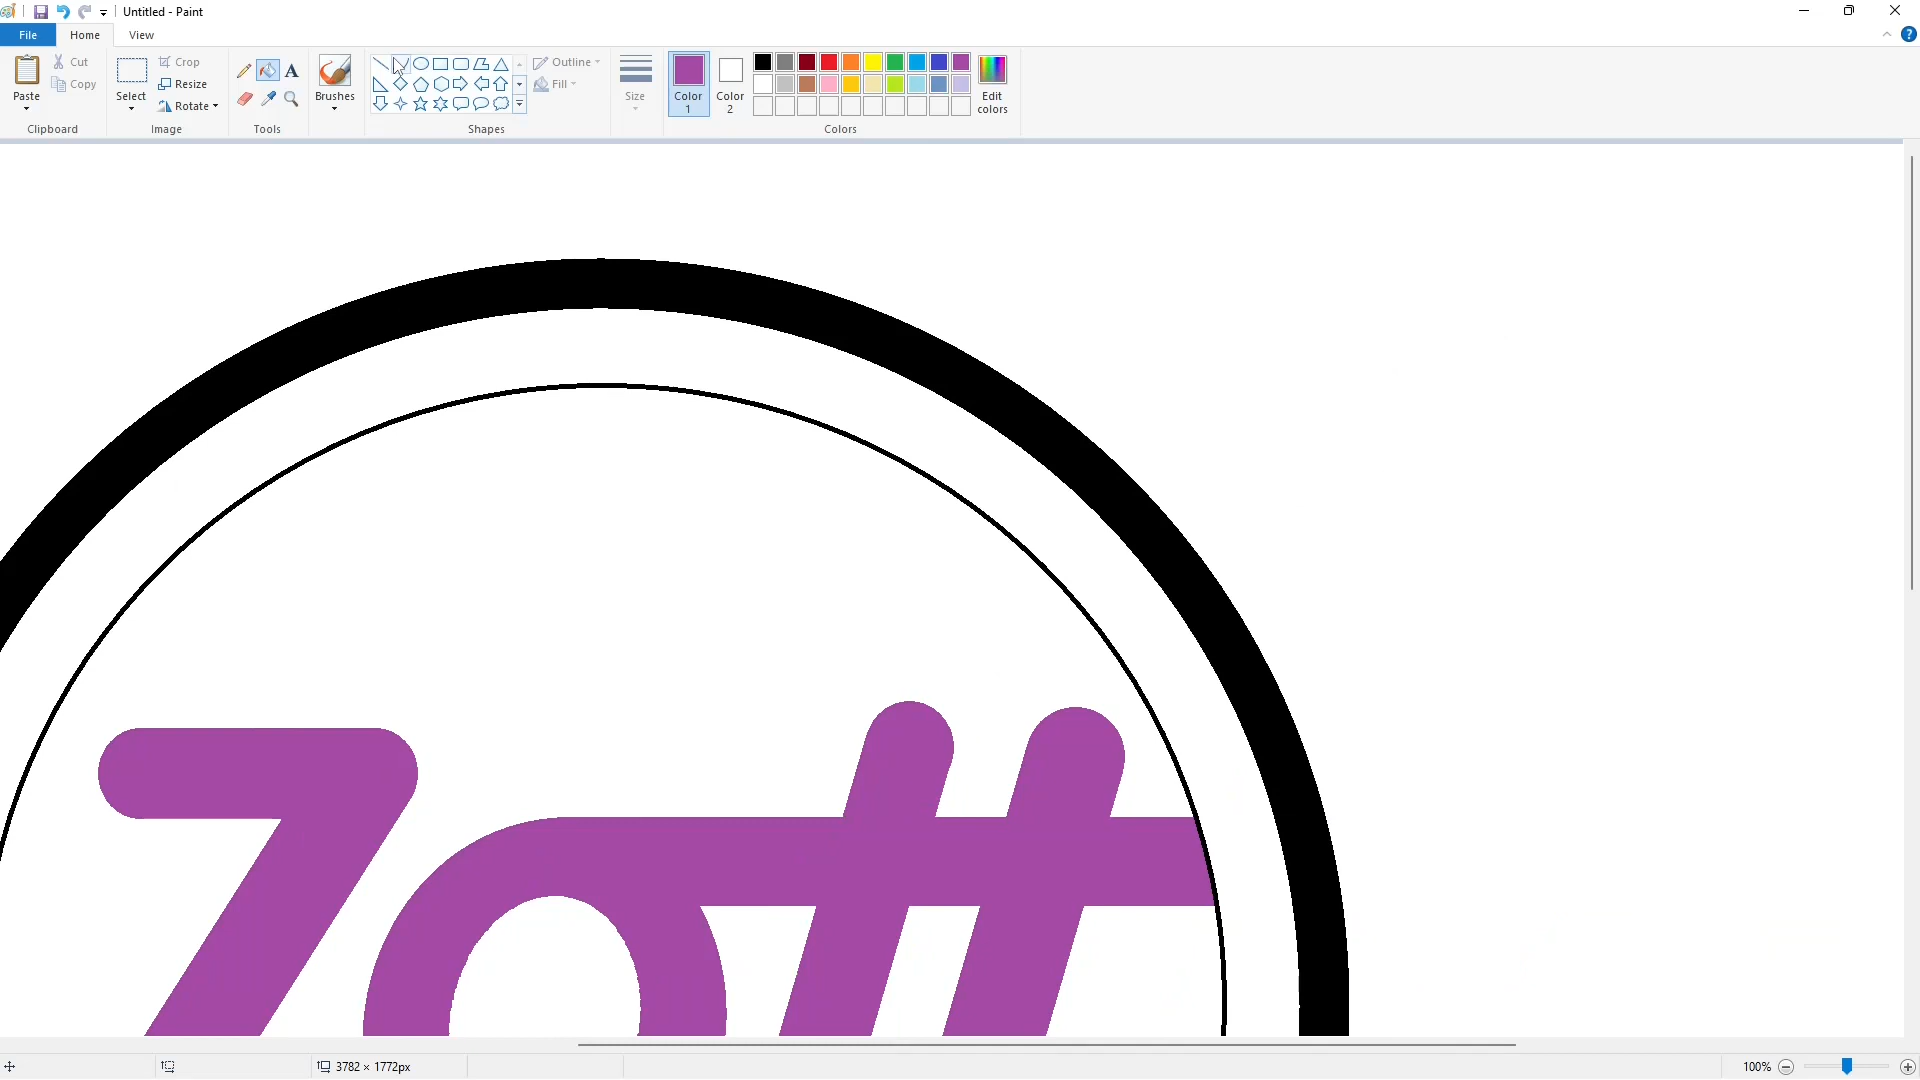 Untitled - Paint
File
Home
View
Paste
Cut
Copy
Clipboard
Select
Crop
Resize
Rotate
Image
A
Tools
Brushes
Outline
Fill
Shapes
Size
Color 1
Color 2
Edit colors
Colors
Zott
3782 × 1772px
100%